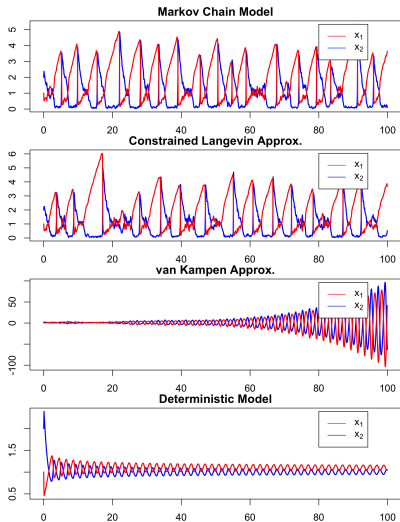 Markov Chain Model
5
4
3
2
1
0
x1
x2
0 20 40 60 80 100
Constrained Langevin Approx.
6
5
4
3
2
1
0
x1
x2
0 20 40 60 80 100
van Kampen Approx.
50
0
-100
x1
x2
0 20 40 60 80 100
Deterministic Model
1.5
0.5
x1
x2
0 20 40 60 80 100